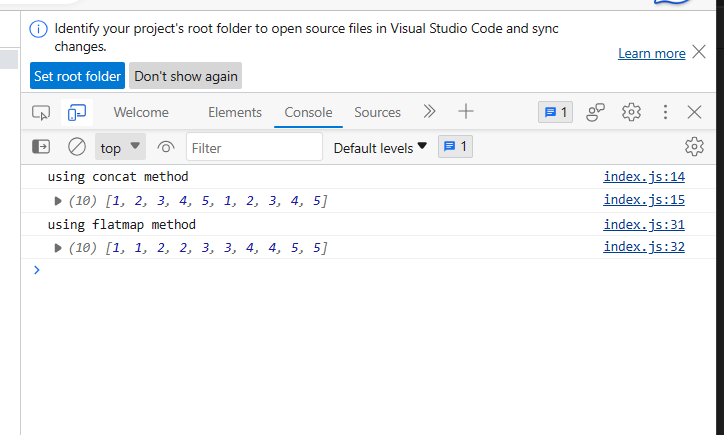 Identify your project's root folder to open source files in Visual Studio Code and sync
changes.
Learn more
Set root folder Don't show again
Welcome Elements Console Sources 1
top Filter Default levels 1
using concat method index.js:14
(10) [1, 2, 3, 4, 5, 1, 2, 3, 4, 5] index.js:15
using flatmap method index.js:31
(10) [1, 1, 2, 2, 3, 3, 4, 4, 5, 5] index.js:32